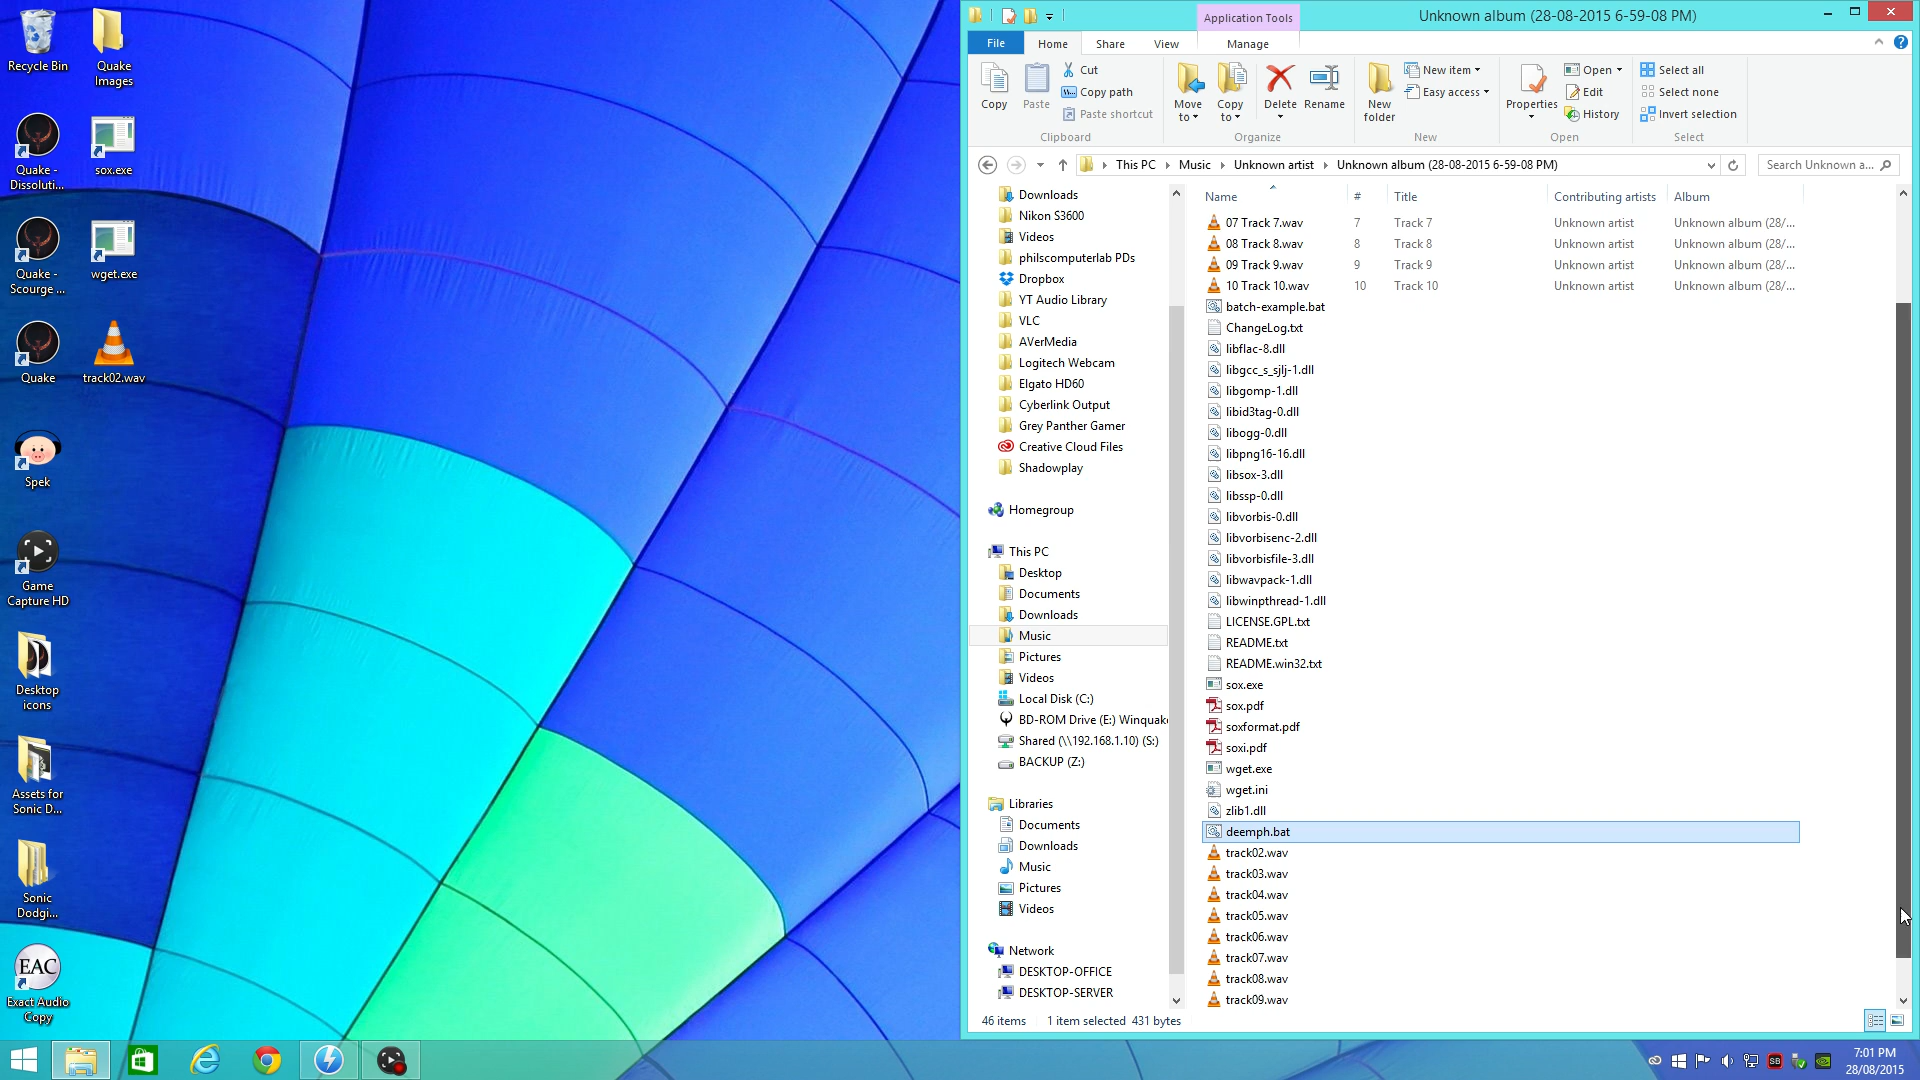 Recycle Bin
Quake Images
Quake - Dissoluti...
sox.exe
Quake - Scourge ...
wget.exe
Quake
track02.wav
Spek
Game Capture HD
Desktop icons
Assets for Sonic D...
Sonic Dodgi...
EAC
Exact Audio Copy
Application Tools
Unknown album (28-08-2015 6-59-08 PM)
File
Home
Share
View
Manage
Copy
Paste
Cut
Copy path
Paste shortcut
Clipboard
Move to
Copy to
Delete
Rename
Organize
New folder
New item
Easy access
New
Properties
Open
Edit
History
Open
Select all
Select none
Invert selection
Select
This PC
Music
Unknown artist
Unknown album (28-08-2015 6-59-08 PM)
Search Unknown a...
Downloads
Nikon S3600
Videos
philscomputerlab PDs
Dropbox
YT Audio Library
VLC
AVerMedia
Logitech Webcam
Elgato HD60
Cyberlink Output
Grey Panther Gamer
Creative Cloud Files
Shadowplay
Homegroup
This PC
Desktop
Documents
Downloads
Music
Pictures
Videos
Local Disk (C:)
BD-ROM Drive (E:) Winquake
Shared (\\192.168.1.10) (S:)
BACKUP (Z:)
Libraries
Documents
Downloads
Music
Pictures
Videos
Network
DESKTOP-OFFICE
DESKTOP-SERVER
Name # Title Contributing artists Album
07 Track 7.wav 7 Track 7 Unknown artist Unknown album (28/...
08 Track 8.wav 8 Track 8 Unknown artist Unknown album (28/...
09 Track 9.wav 9 Track 9 Unknown artist Unknown album (28/...
10 Track 10.wav 10 Track 10 Unknown artist Unknown album (28/...
batch-example.bat
ChangeLog.txt
libflac-8.dll
libgcc_s_sjlj-1.dll
libgomp-1.dll
libid3tag-0.dll
libogg-0.dll
libpng16-16.dll
libsox-3.dll
libssp-0.dll
libvorbis-0.dll
libvorbisenc-2.dll
libvorbisfile-3.dll
libwavpack-1.dll
libwinpthread-1.dll
LICENSE.GPL.txt
README.txt
README.win32.txt
sox.exe
sox.pdf
soxformat.pdf
soxi.pdf
wget.exe
wget.ini
zlib1.dll
deemph.bat
track02.wav
track03.wav
track04.wav
track05.wav
track06.wav
track07.wav
track08.wav
track09.wav
46 items 1 item selected 431 bytes
7:01 PM
28/08/2015